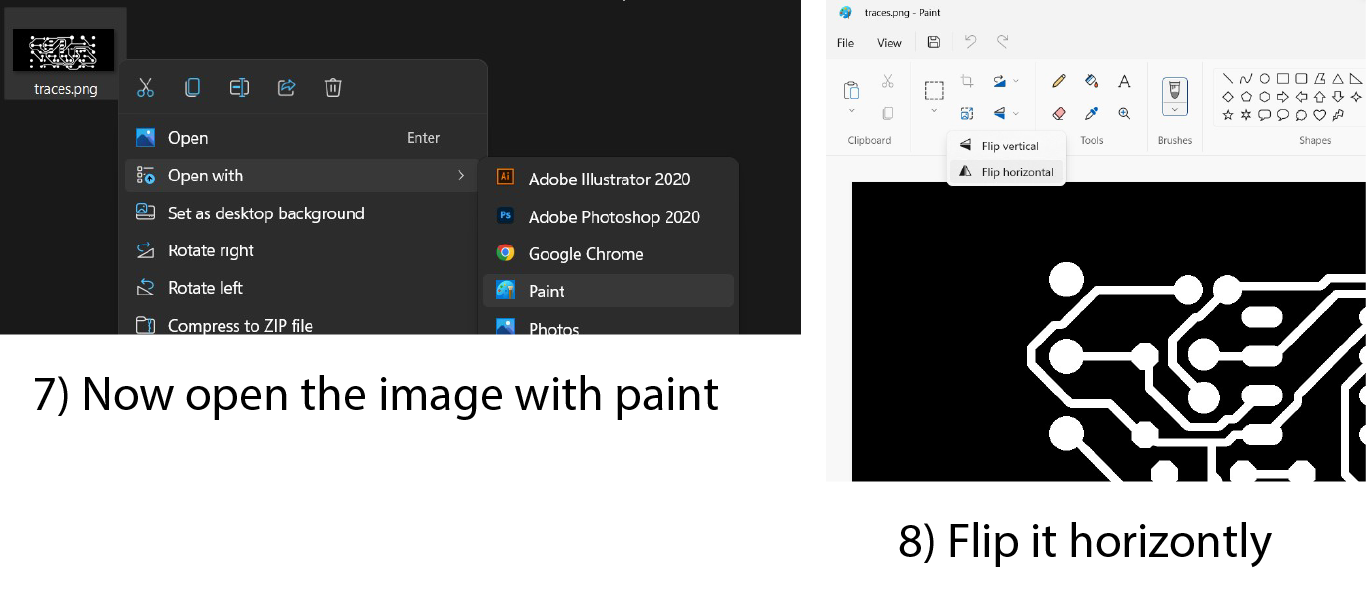 traces.png
Open Enter
Open with
Set as desktop background
Rotate right
Rotate left
Compress to ZIP file
Ai Adobe Illustrator 2020
Ps Adobe Photoshop 2020
Google Chrome
Paint
Photos
7) Now open the image with paint
traces.png - Paint
File View
A
Clipboard Tools Brushes Shapes
Flip vertical
Flip horizontal
8) Flip it horizontly